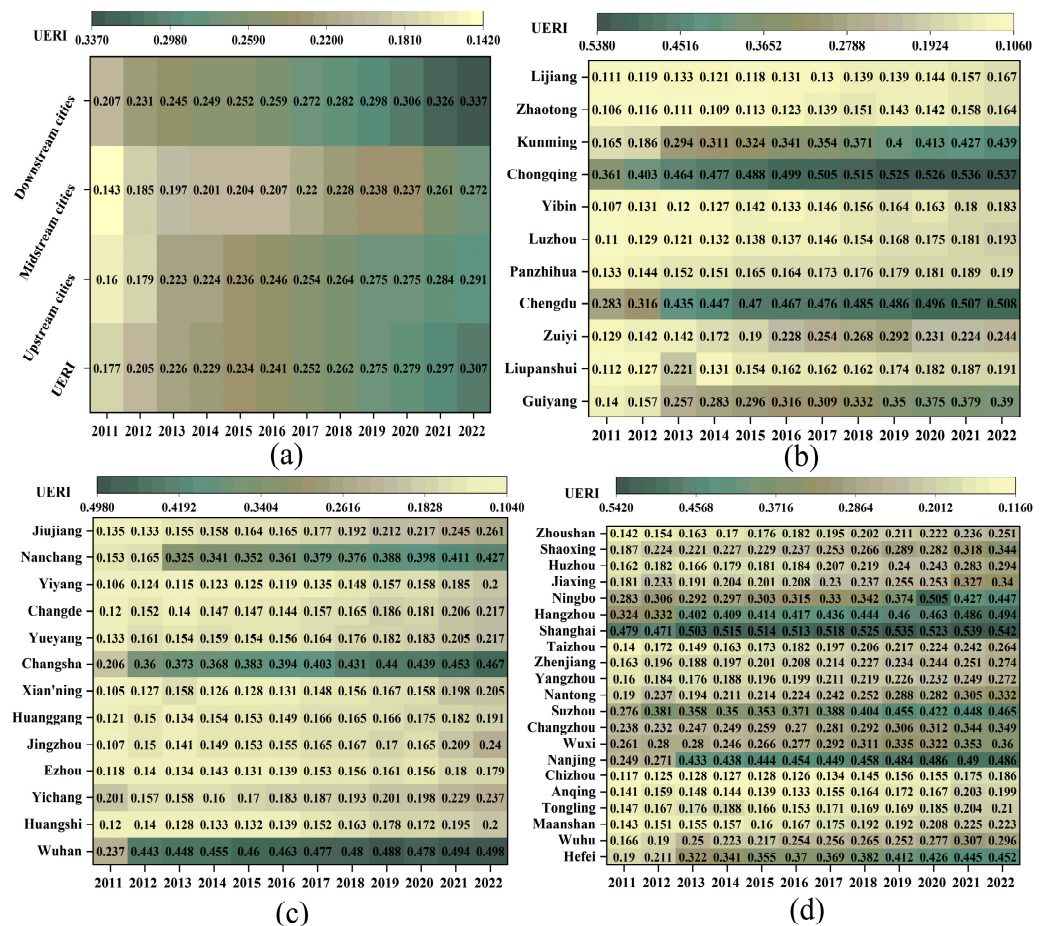 UERI
0.3370 0.2980 0.2590 0.2200 0.1810 0.1420
Downstream cities 0.207 0.231 0.245 0.249 0.252 0.259 0.272 0.282 0.298 0.306 0.326 0.337
Midstream cities 0.143 0.185 0.197 0.201 0.204 0.207 0.22 0.228 0.238 0.237 0.261 0.272
Upstream cities 0.16 0.179 0.223 0.224 0.236 0.246 0.254 0.264 0.275 0.275 0.284 0.291
UERI 0.177 0.205 0.226 0.229 0.234 0.241 0.252 0.262 0.275 0.279 0.297 0.307
2011 2012 2013 2014 2015 2016 2017 2018 2019 2020 2021 2022
(a)
UERI
0.5380 0.4516 0.3652 0.2788 0.1924 0.1060
Lijiang 0.111 0.119 0.133 0.121 0.118 0.131 0.13 0.139 0.139 0.144 0.157 0.167
Zhaotong 0.106 0.116 0.111 0.109 0.113 0.123 0.139 0.151 0.143 0.142 0.158 0.164
Kunming 0.165 0.186 0.294 0.311 0.324 0.341 0.354 0.371 0.4 0.413 0.427 0.439
Chongqing 0.361 0.403 0.464 0.477 0.488 0.499 0.505 0.515 0.525 0.526 0.536 0.537
Yibin 0.107 0.131 0.12 0.127 0.142 0.133 0.146 0.156 0.164 0.163 0.18 0.183
Luzhou 0.11 0.129 0.121 0.132 0.138 0.137 0.146 0.154 0.168 0.175 0.181 0.193
Panzhihua 0.133 0.144 0.152 0.151 0.165 0.164 0.173 0.176 0.179 0.181 0.189 0.19
Chengdu 0.283 0.316 0.435 0.447 0.47 0.467 0.476 0.485 0.486 0.496 0.507 0.508
Zuiyi 0.129 0.142 0.142 0.172 0.19 0.228 0.254 0.268 0.292 0.231 0.224 0.244
Liupanshui 0.112 0.127 0.221 0.131 0.154 0.162 0.162 0.162 0.174 0.182 0.187 0.191
Guiyang 0.14 0.157 0.257 0.283 0.296 0.316 0.309 0.332 0.35 0.375 0.379 0.39
2011 2012 2013 2014 2015 2016 2017 2018 2019 2020 2021 2022
(b)
UERI
0.4980 0.4192 0.3404 0.2616 0.1828 0.1040
Jiujiang 0.135 0.133 0.155 0.158 0.164 0.165 0.177 0.192 0.212 0.217 0.245 0.261
Nanchang 0.153 0.165 0.325 0.341 0.352 0.361 0.379 0.376 0.388 0.398 0.411 0.427
Yiyang 0.106 0.124 0.115 0.123 0.125 0.119 0.135 0.148 0.157 0.158 0.185 0.2
Changde 0.12 0.152 0.14 0.147 0.147 0.144 0.157 0.165 0.186 0.181 0.206 0.217
Yueyang 0.133 0.161 0.154 0.159 0.154 0.156 0.164 0.176 0.182 0.183 0.205 0.217
Changsha 0.206 0.36 0.373 0.368 0.383 0.394 0.403 0.431 0.44 0.439 0.453 0.467
Xian'ning 0.105 0.127 0.158 0.126 0.128 0.131 0.148 0.156 0.167 0.158 0.198 0.205
Huanggang 0.121 0.15 0.134 0.154 0.153 0.149 0.166 0.165 0.166 0.175 0.182 0.191
Jingzhou 0.107 0.15 0.141 0.149 0.153 0.155 0.165 0.167 0.17 0.165 0.209 0.24
Ezhou 0.118 0.14 0.134 0.143 0.131 0.139 0.153 0.156 0.161 0.156 0.18 0.179
Yichang 0.201 0.157 0.158 0.16 0.17 0.183 0.187 0.193 0.201 0.198 0.229 0.237
Huangshi 0.12 0.14 0.128 0.133 0.132 0.139 0.152 0.163 0.178 0.172 0.195 0.2
Wuhan 0.237 0.443 0.448 0.455 0.46 0.463 0.477 0.48 0.488 0.478 0.494 0.498
2011 2012 2013 2014 2015 2016 2017 2018 2019 2020 2021 2022
(c)
UERI
0.5420 0.4568 0.3716 0.2864 0.2012 0.1160
Zhoushan 0.142 0.154 0.163 0.17 0.176 0.182 0.195 0.202 0.211 0.222 0.236 0.251
Shaoxing 0.187 0.224 0.221 0.227 0.229 0.237 0.253 0.266 0.289 0.282 0.318 0.344
Huzhou 0.162 0.182 0.166 0.179 0.181 0.184 0.207 0.219 0.24 0.243 0.283 0.294
Jiaxing 0.181 0.233 0.191 0.204 0.201 0.208 0.23 0.237 0.255 0.253 0.327 0.34
Ningbo 0.283 0.306 0.292 0.297 0.303 0.315 0.33 0.342 0.374 0.505 0.427 0.447
Hangzhou 0.324 0.332 0.402 0.409 0.414 0.417 0.436 0.444 0.46 0.463 0.486 0.494
Shanghai 0.479 0.471 0.503 0.515 0.514 0.513 0.518 0.525 0.535 0.523 0.539 0.542
Taizhou 0.14 0.172 0.149 0.163 0.173 0.182 0.197 0.206 0.217 0.224 0.242 0.264
Zhenjiang 0.163 0.196 0.188 0.197 0.201 0.208 0.214 0.227 0.234 0.244 0.251 0.274
Yangzhou 0.16 0.184 0.176 0.188 0.196 0.199 0.211 0.219 0.226 0.232 0.249 0.272
Nantong 0.19 0.237 0.194 0.211 0.214 0.224 0.242 0.252 0.288 0.282 0.305 0.332
Suzhou 0.276 0.381 0.358 0.35 0.353 0.371 0.388 0.404 0.455 0.422 0.448 0.465
Changzhou 0.238 0.232 0.247 0.249 0.259 0.27 0.281 0.292 0.306 0.312 0.344 0.349
Wuxi 0.261 0.28 0.28 0.246 0.266 0.277 0.292 0.311 0.335 0.322 0.353 0.36
Nanjing 0.249 0.271 0.433 0.438 0.444 0.454 0.449 0.458 0.484 0.486 0.49 0.486
Chizhou 0.117 0.125 0.128 0.127 0.128 0.126 0.134 0.145 0.156 0.155 0.175 0.186
Anqing 0.141 0.159 0.148 0.144 0.139 0.133 0.155 0.164 0.172 0.167 0.203 0.199
Tongling 0.147 0.167 0.176 0.188 0.166 0.153 0.171 0.169 0.169 0.185 0.204 0.21
Maanshan 0.143 0.151 0.155 0.157 0.16 0.167 0.175 0.192 0.192 0.208 0.225 0.223
Wuhu 0.166 0.19 0.25 0.223 0.217 0.254 0.256 0.265 0.252 0.277 0.307 0.296
Hefei 0.19 0.211 0.322 0.341 0.355 0.37 0.369 0.382 0.412 0.426 0.445 0.452
2011 2012 2013 2014 2015 2016 2017 2018 2019 2020 2021 2022
(d)